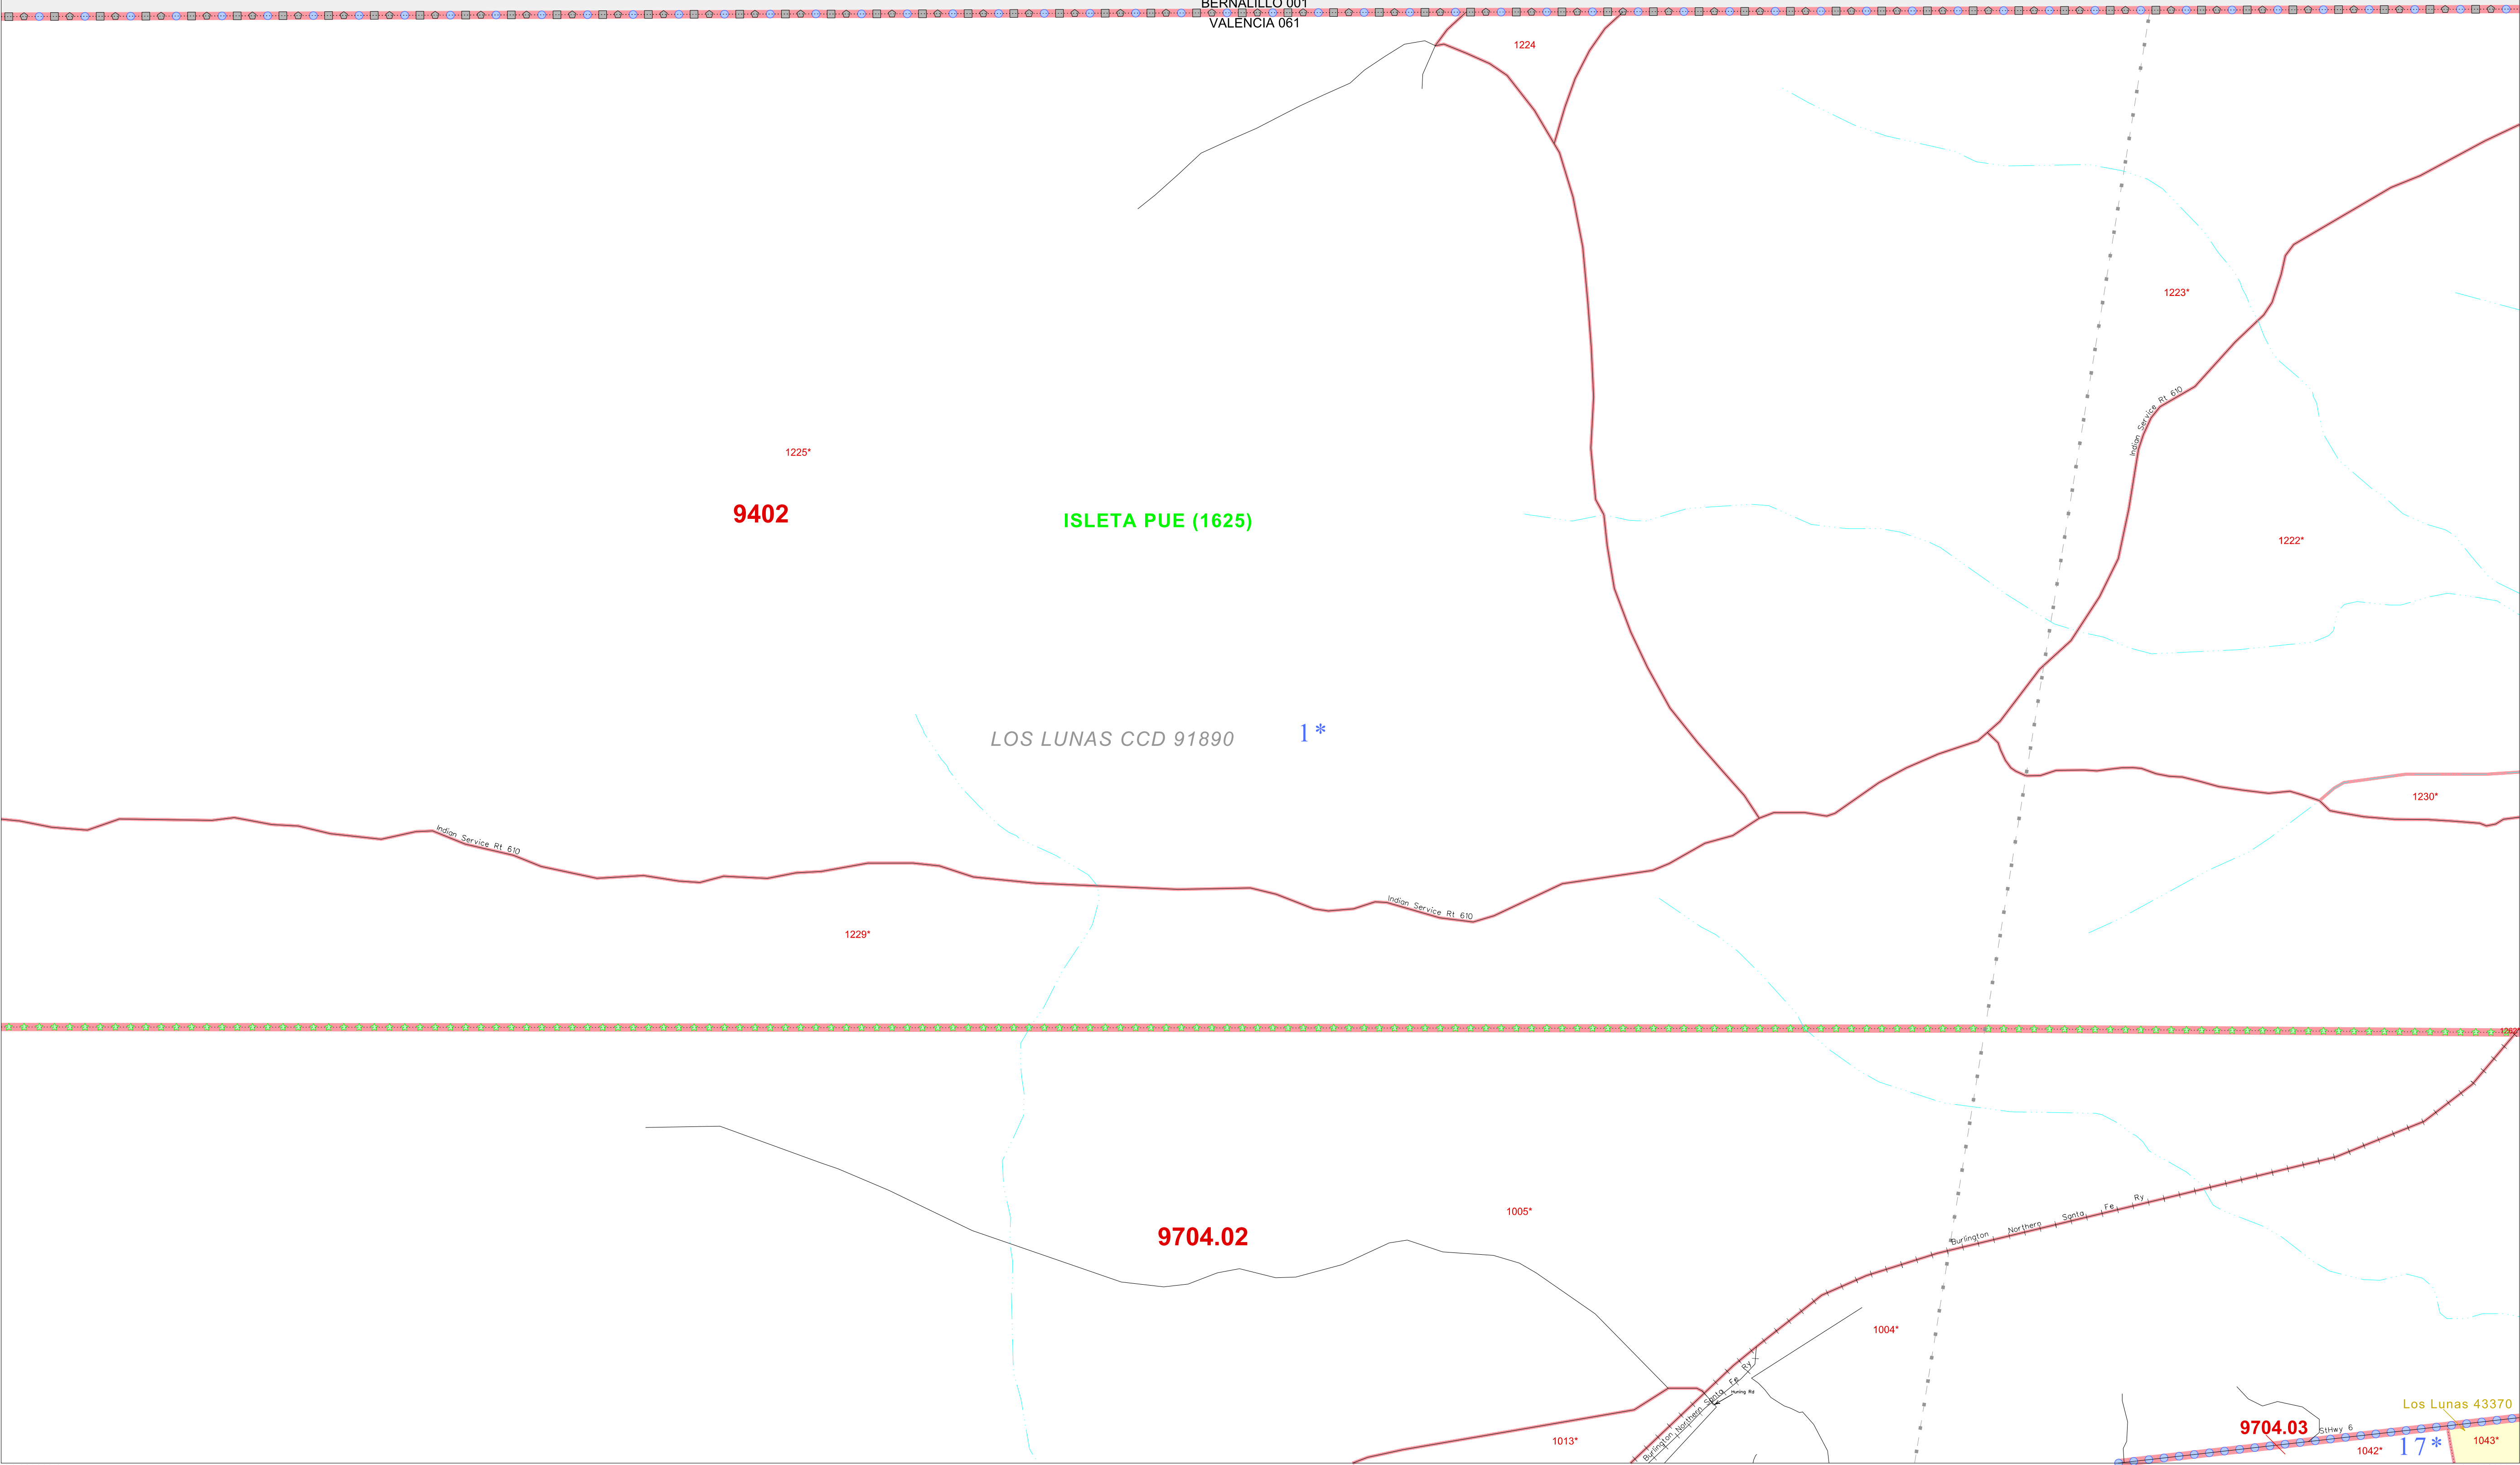 BERNALILLO 001
VALENCIA 061
1224
1223*
Indian Service Rt 610
1225*
9402
ISLETA PUE (1625)
1222*
LOS LUNAS CCD 91890
1*
1230*
Indian Service Rt 610
Indian Service Rt 610
1229*
1005*
9704.02
Burlington Northern Santa Fe Ry
1004*
Burlington Northern Santa Fe Ry
Huning Rd
Los Lunas 43370
9704.03
StHwy 6
1013*
1042*
17*
1043*